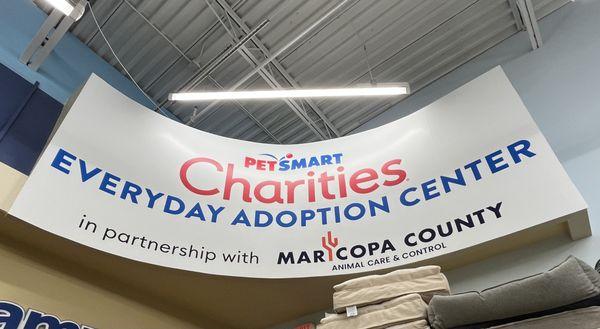 PETSMART
Charities®
EVERYDAY ADOPTION CENTER
in partnership with MARICOPA COUNTY
ANIMAL CARE & CONTROL